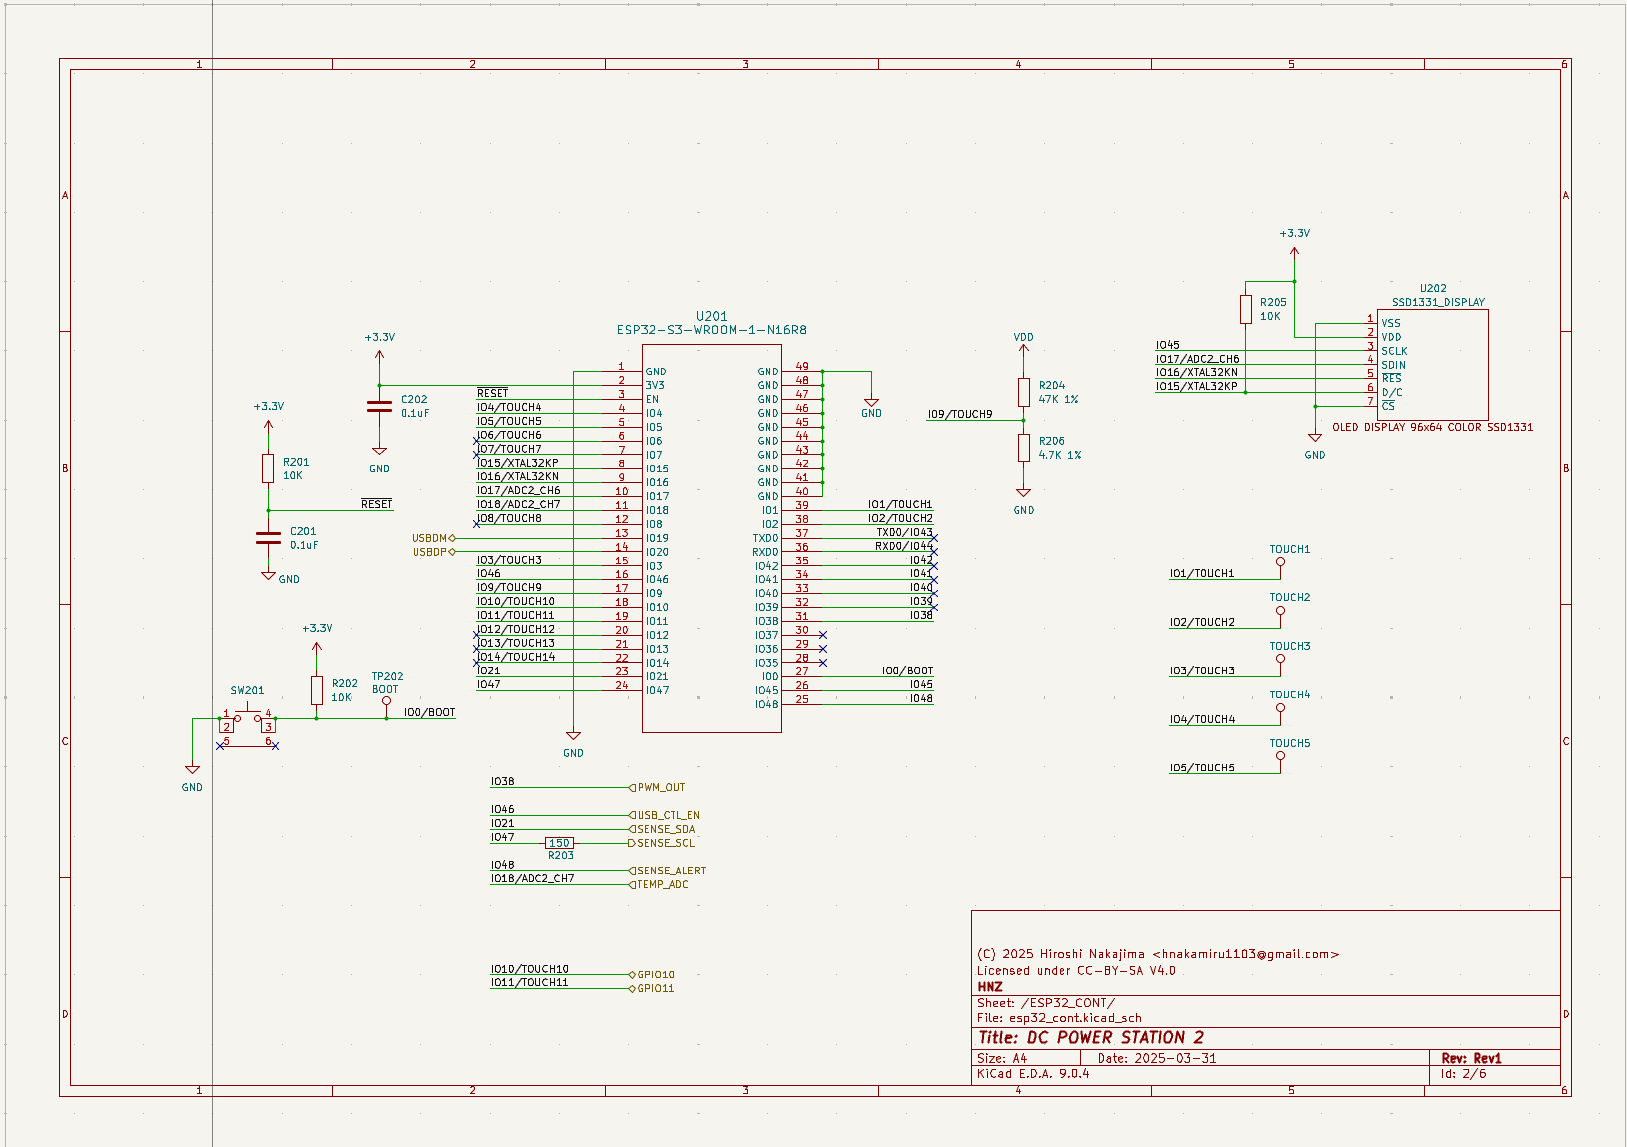 1 2 3 4 5 6
A A
B B
C C
D D
1 2 3 4 5 6
+3.3V
C202
0.1uF
GND
+3.3V
R201
10K
RESET
C201
0.1uF
GND
+3.3V
R202
10K
TP202
BOOT
IO0/BOOT
SW201
1 4
2 3
5 6
GND
U201
ESP32-S3-WROOM-1-N16R8
1 GND
2 3V3
RESET 3 EN
IO4/TOUCH4 4 IO4
IO5/TOUCH5 5 IO5
IO6/TOUCH6 6 IO6
IO7/TOUCH7 7 IO7
IO15/XTAL32KP 8 IO15
IO16/XTAL32KN 9 IO16
IO17/ADC2_CH6 10 IO17
IO18/ADC2_CH7 11 IO18
IO8/TOUCH8 12 IO8
USBDM 13 IO19
USBDP 14 IO20
IO3/TOUCH3 15 IO3
IO46 16 IO46
IO9/TOUCH9 17 IO9
IO10/TOUCH10 18 IO10
IO11/TOUCH11 19 IO11
IO12/TOUCH12 20 IO12
IO13/TOUCH13 21 IO13
IO14/TOUCH14 22 IO14
IO21 23 IO21
IO47 24 IO47
GND
GND 49
GND 48
GND 47
GND 46
GND 45
GND 44
GND 43
GND 42
GND 41
GND 40
IO1 39 IO1/TOUCH1
IO2 38 IO2/TOUCH2
TXD0 37 TXD0/IO43
RXD0 36 RXD0/IO44
IO42 35 IO42
IO41 34 IO41
IO40 33 IO40
IO39 32 IO39
IO38 31 IO38
IO37 30
IO36 29
IO35 28
IO0 27 IO0/BOOT
IO45 26 IO45
IO48 25 IO48
GND
IO38 PWM_OUT
IO46 USB_CTL_EN
IO21 SENSE_SDA
IO47 150 SENSE_SCL
R203
IO48 SENSE_ALERT
IO18/ADC2_CH7 TEMP_ADC
IO10/TOUCH10 GPIO10
IO11/TOUCH11 GPIO11
VDD
R204
47K 1%
IO9/TOUCH9
R206
4.7K 1%
GND
+3.3V
R205
10K
U202
SSD1331_DISPLAY
1 VSS
2 VDD
IO45 3 SCLK
IO17/ADC2_CH6 4 SDIN
IO16/XTAL32KN 5 RES
IO15/XTAL32KP 6 D/C
7 CS
OLED DISPLAY 96x64 COLOR SSD1331
GND
TOUCH1
IO1/TOUCH1
TOUCH2
IO2/TOUCH2
TOUCH3
IO3/TOUCH3
TOUCH4
IO4/TOUCH4
TOUCH5
IO5/TOUCH5
(C) 2025 Hiroshi Nakajima <hnakamiru1103@gmail.com>
Licensed under CC-BY-SA V4.0
HNZ
Sheet: /ESP32_CONT/
File: esp32_cont.kicad_sch
Title: DC POWER STATION 2
Size: A4 Date: 2025-03-31 Rev: Rev1
KiCad E.D.A. 9.0.4 Id: 2/6